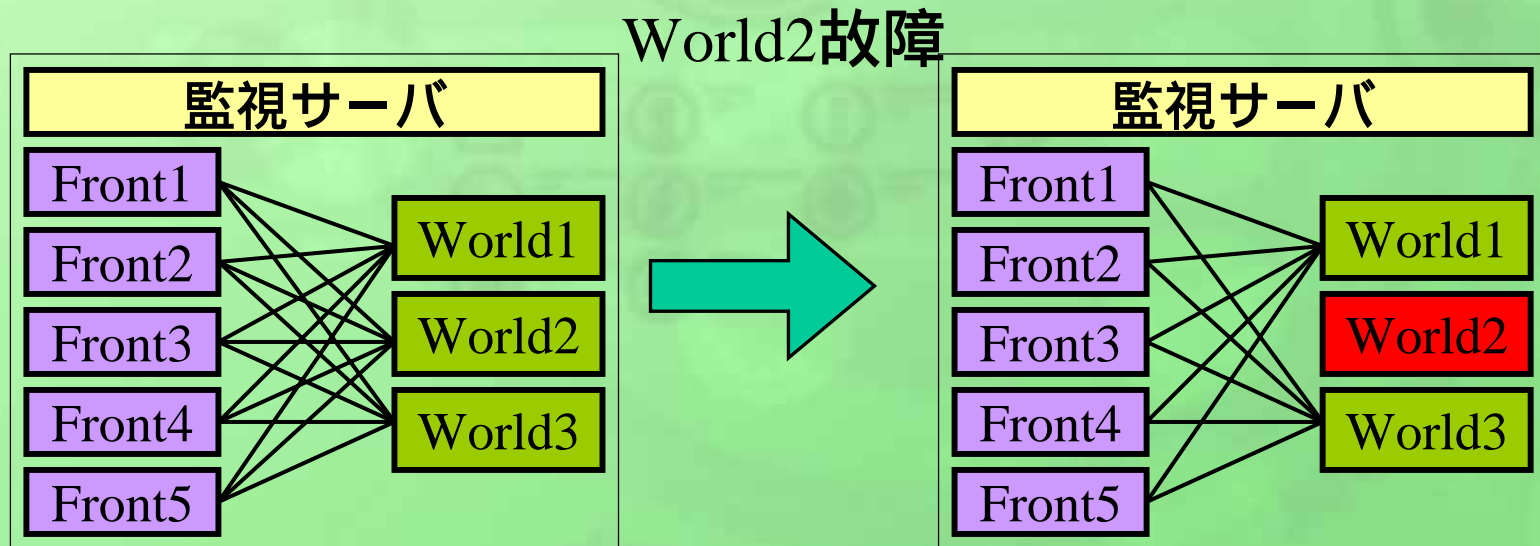 World2故障
監視サーバ
Front1
Front2
Front3
Front4
Front5
World1
World2
World3
監視サーバ
Front1
Front2
Front3
Front4
Front5
World1
World2
World3